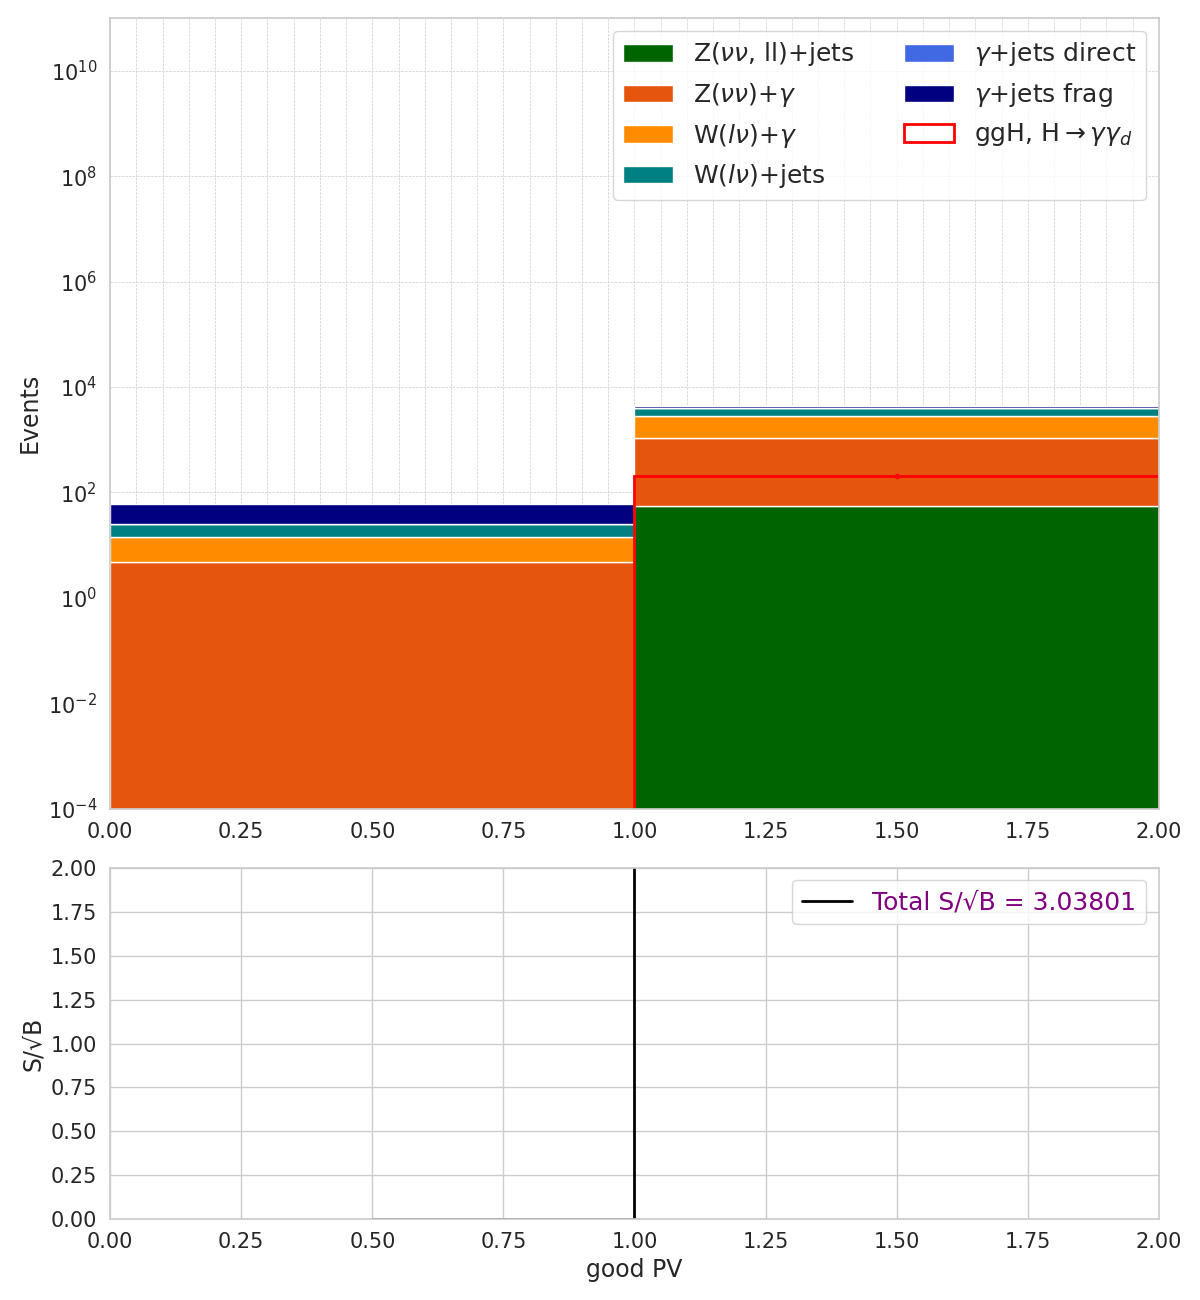 Z(νν, ll)+jets
Z(νν)+γ
W(lν)+γ
W(lν)+jets
γ+jets direct
γ+jets frag
ggH, H→γγ_d
Events
10^10
10^8
10^6
10^4
10^2
10^0
10^−2
10^−4
0.00 0.25 0.50 0.75 1.00 1.25 1.50 1.75 2.00
Total S/√B = 3.03801
S/√B
2.00
1.75
1.50
1.25
1.00
0.75
0.50
0.25
0.00
0.00 0.25 0.50 0.75 1.00 1.25 1.50 1.75 2.00
good PV